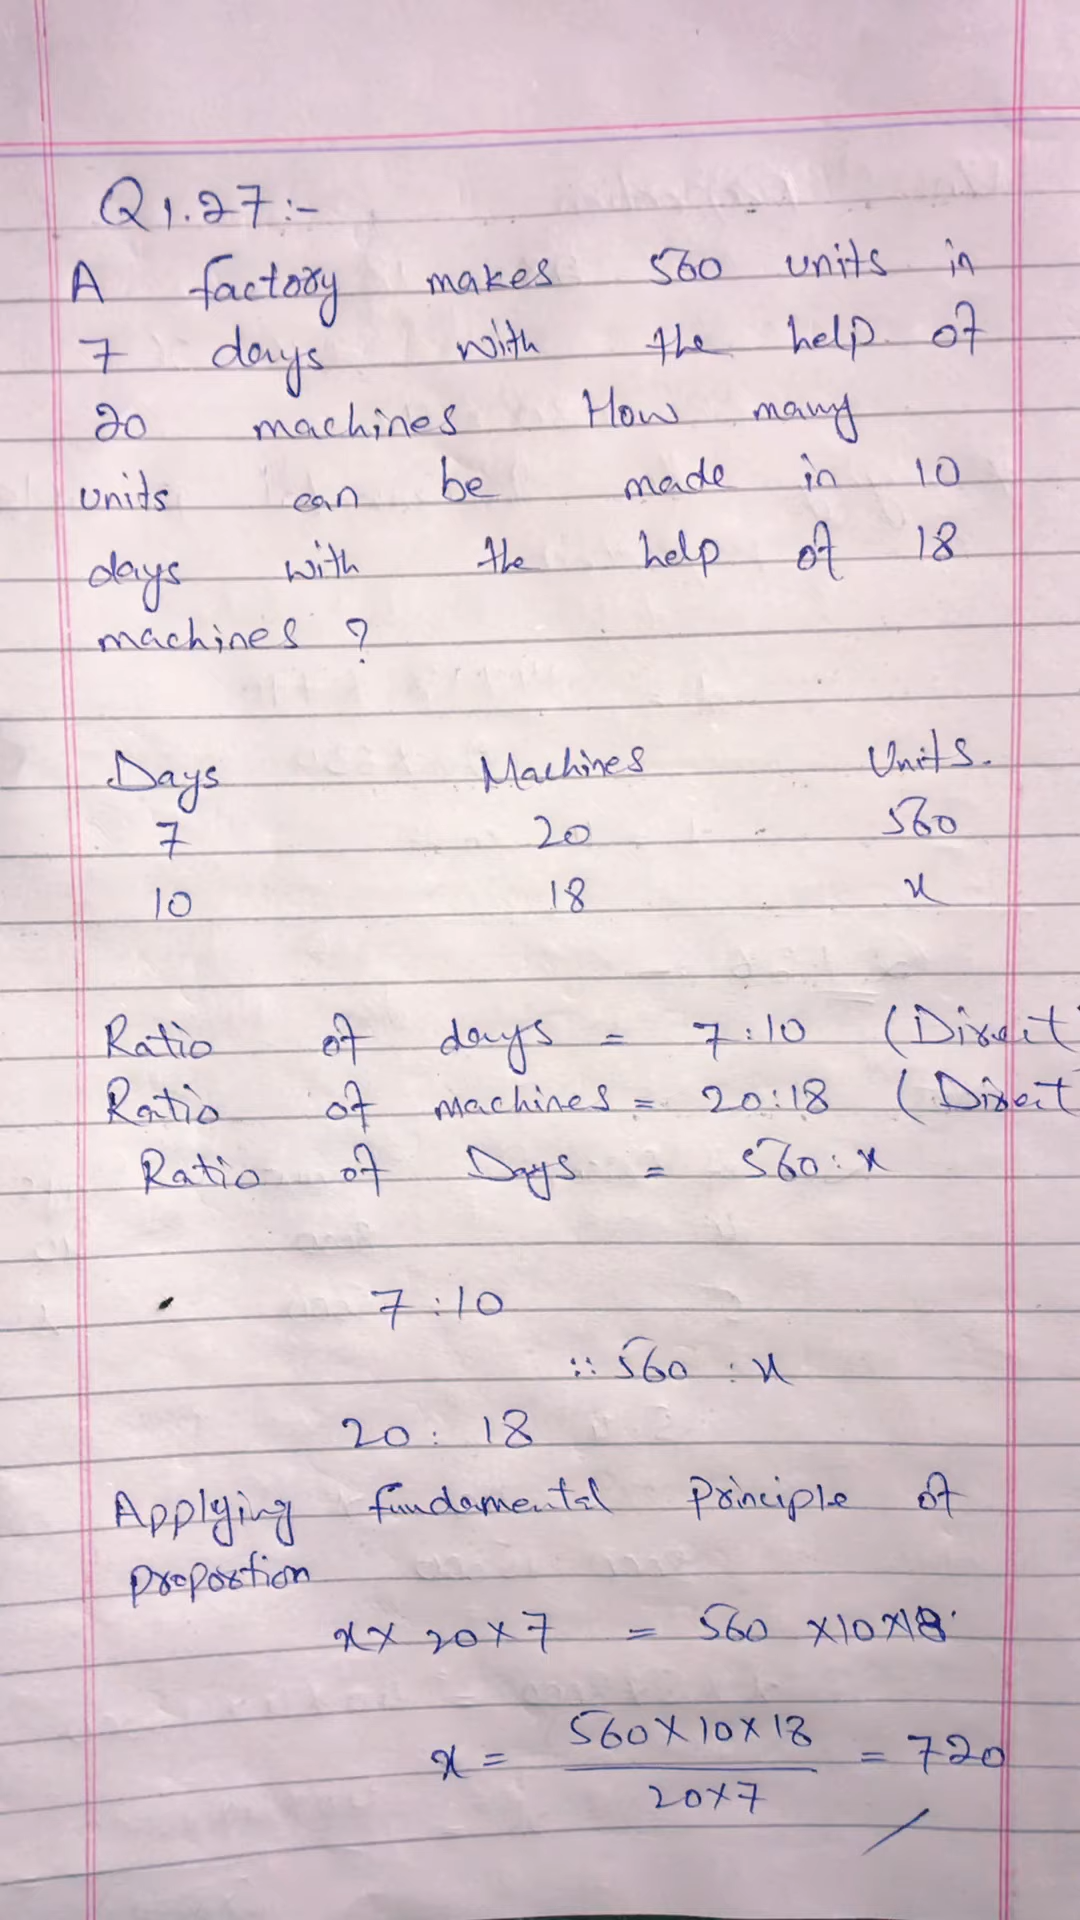 Q1.27:-
A factory makes 560 units in
7 days with the help of
20 machines How many
units can be made in 10
days with the help of 18
machines ?
Days Machines Units.
7 20 560
10 18 x
Ratio of days = 7:10 (Direct
Ratio of machines = 20:18 (Direct
Ratio of Days = 560:x
7:10
:: 560 : x
20 : 18
Applying fundamental Principle of
proportion
x × 20 × 7 = 560 ×10×18
x = 560×10×18 / 20×7 = 720